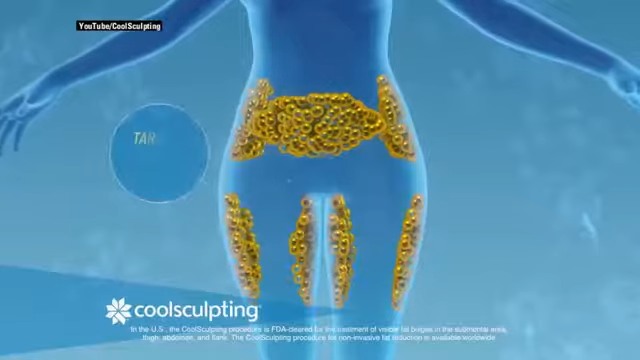 YouTube/CoolSculpting
TAR
coolsculpting
In the U.S., the CoolSculpting procedure is FDA-cleared for the treatment of visible fat bulges in the submental area,
thigh, abdomen, and flank. The CoolSculpting procedure for non-invasive fat reduction is available worldwide